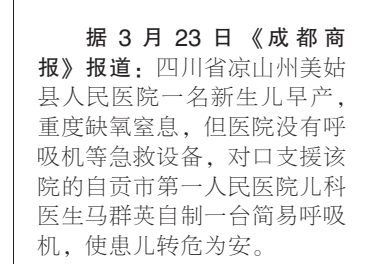 据 3 月 23 日《成都商
报》报道：四川省凉山州美姑
县人民医院一名新生儿早产，
重度缺氧窒息，但医院没有呼
吸机等急救设备，对口支援该
院的自贡市第一人民医院儿科
医生马群英自制一台简易呼吸
机，使患儿转危为安。